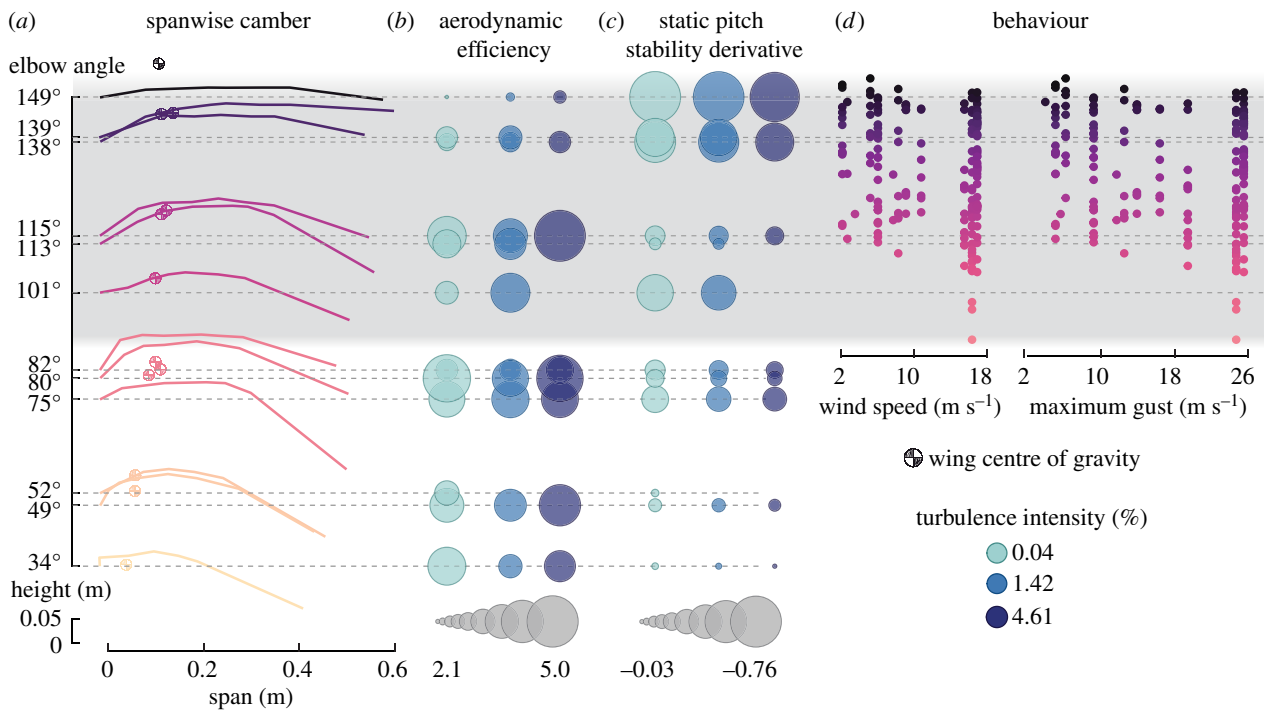 (a) spanwise camber
(b) aerodynamic
efficiency
(c) static pitch
stability derivative
(d) behaviour
elbow angle
149°
139°
138°
115°
113°
101°
82°
80°
75°
52°
49°
34°
height (m)
0.05
0
0 0.2 0.4 0.6
span (m)
2.1 5.0
–0.03 –0.76
2 10 18
wind speed (m s⁻¹)
2 10 18 26
maximum gust (m s⁻¹)
wing centre of gravity
turbulence intensity (%)
0.04
1.42
4.61